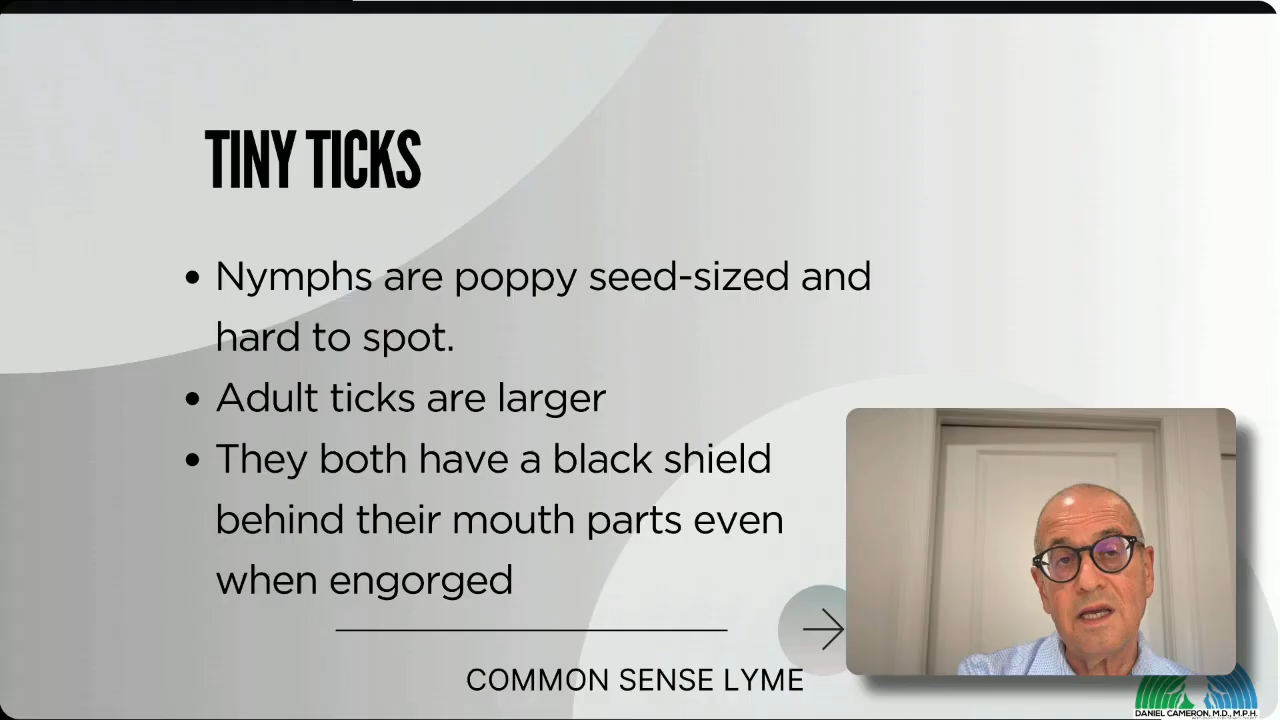 TINY TICKS
• Nymphs are poppy seed-sized and
hard to spot.
• Adult ticks are larger
• They both have a black shield
behind their mouth parts even
when engorged
COMMON SENSE LYME
DANIEL CAMERON, M.D., M.P.H.